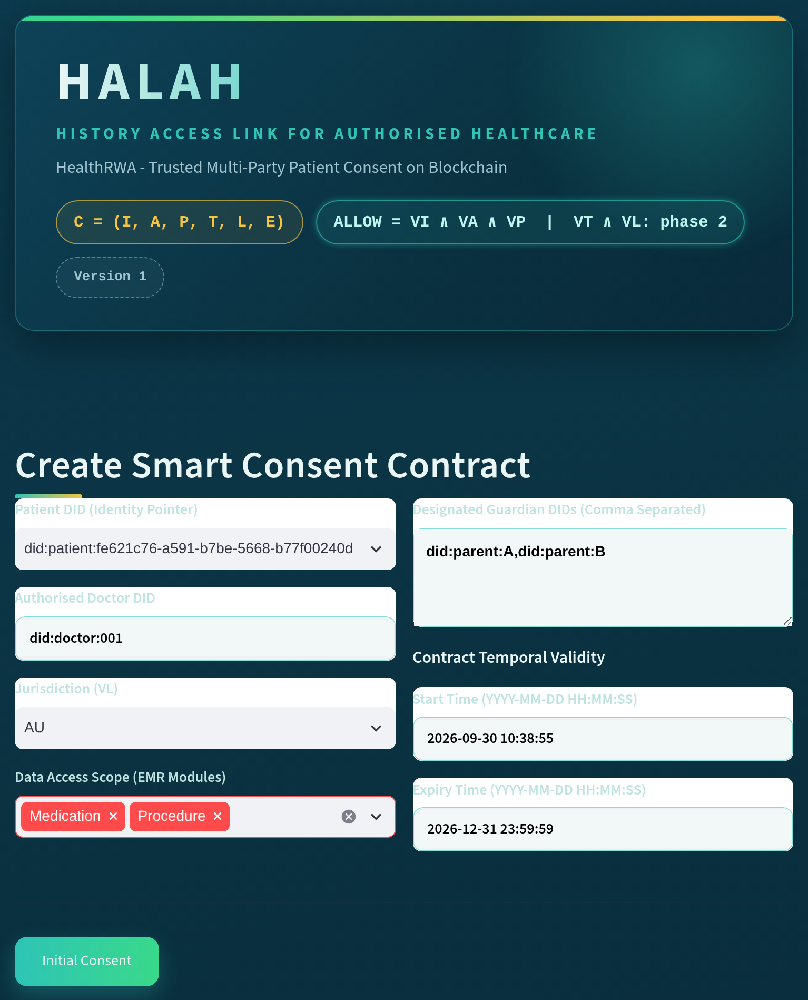 HALAH
HISTORY ACCESS LINK FOR AUTHORISED HEALTHCARE
HealthRWA - Trusted Multi-Party Patient Consent on Blockchain
C = (I, A, P, T, L, E)
ALLOW = VI ∧ VA ∧ VP | VT ∧ VL: phase 2
Version 1
Create Smart Consent Contract
Patient DID (Identity Pointer)
did:patient:fe621c76-a591-b7be-5668-b77f00240d
Authorised Doctor DID
did:doctor:001
Jurisdiction (VL)
AU
Data Access Scope (EMR Modules)
Medication
Procedure
Designated Guardian DIDs (Comma Separated)
did:parent:A,did:parent:B
Contract Temporal Validity
Start Time (YYYY-MM-DD HH:MM:SS)
2026-09-30 10:38:55
Expiry Time (YYYY-MM-DD HH:MM:SS)
2026-12-31 23:59:59
Initial Consent